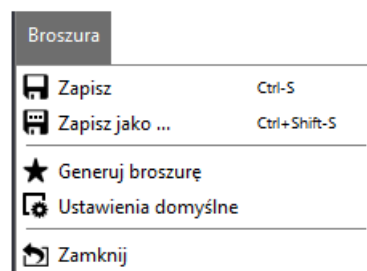 Broszura
Zapisz Ctrl-S
Zapisz jako ... Ctrl+Shift-S
Generuj broszurę
Ustawienia domyślne
Zamknij